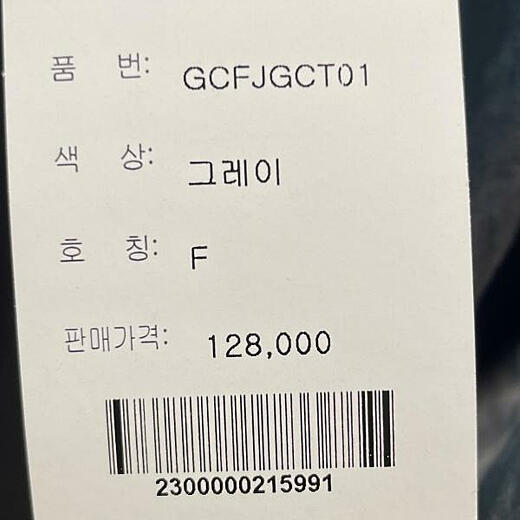 품 번: GCFJGCT01
색 상: 그레이
호 칭: F
판매가격: 128,000
2300000215991